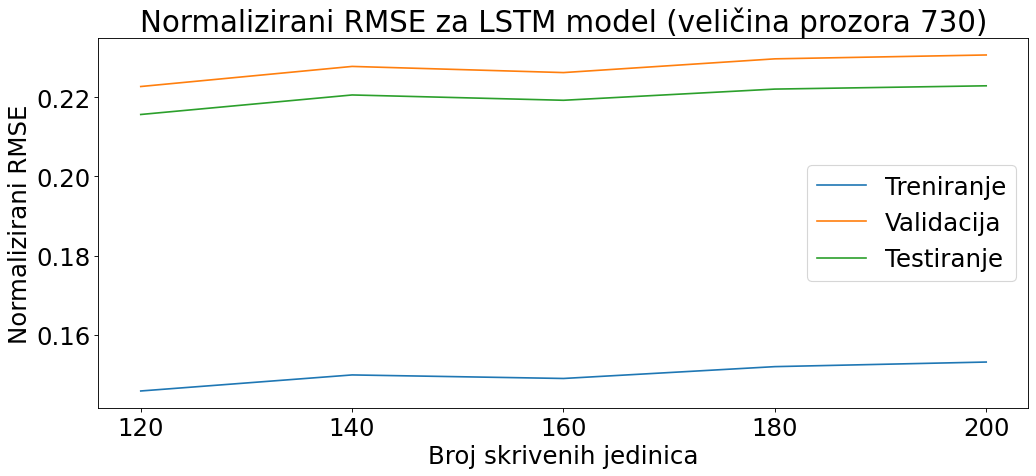 Normalizirani RMSE za LSTM model (veličina prozora 730)
Normalizirani RMSE
0.22
0.20
0.18
0.16
Treniranje
Validacija
Testiranje
120 140 160 180 200
Broj skrivenih jedinica